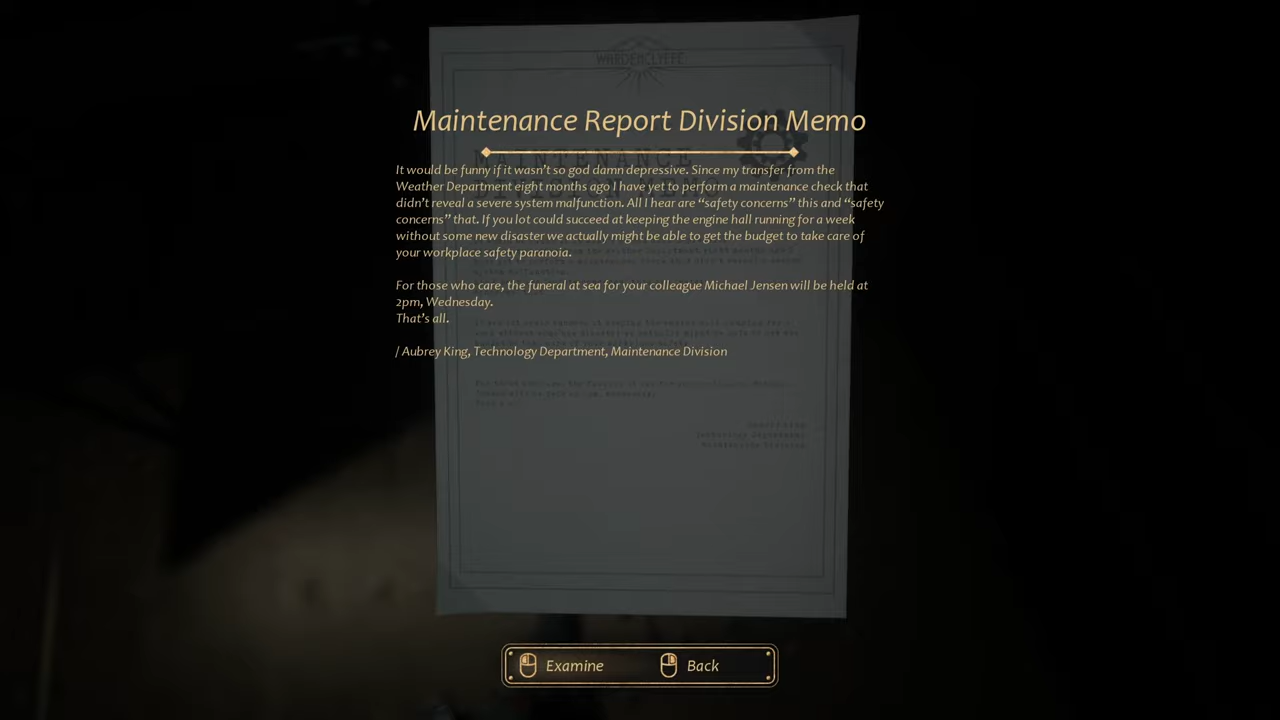 WARDENCLYFFE
Maintenance Report Division Memo
MAINTENANCE
DIVISION MEMO
It would be funny if it wasn't so god damn depressive. Since my transfer from the
Weather Department eight months ago I have yet to perform a maintenance check that
didn't reveal a severe system malfunction. All I hear are “safety concerns” this and “safety
concerns” that. If you lot could succeed at keeping the engine hall running for a week
without some new disaster we actually might be able to get the budget to take care of
your workplace safety paranoia.
For those who care, the funeral at sea for your colleague Michael Jensen will be held at
2pm, Wednesday.
That's all.
/ Aubrey King, Technology Department, Maintenance Division
Examine
Back